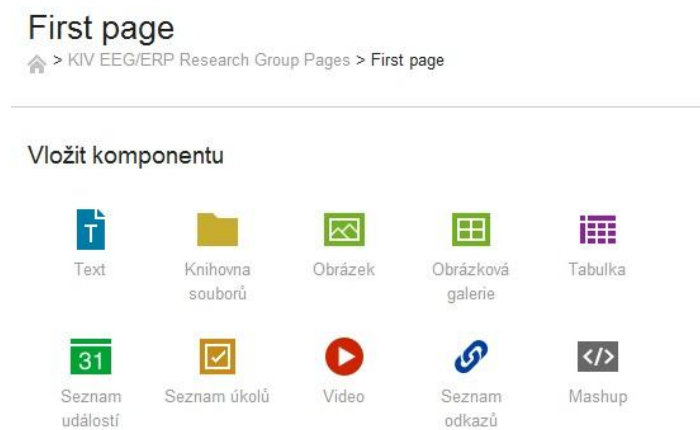 First page
> KIV EEG/ERP Research Group Pages > First page
Vložit komponentu
T
Text
Knihovna
souborů
Obrázek
Obrázková
galerie
Tabulka
31
Seznam
událostí
Seznam úkolů
Video
Seznam
odkazů
</>
Mashup